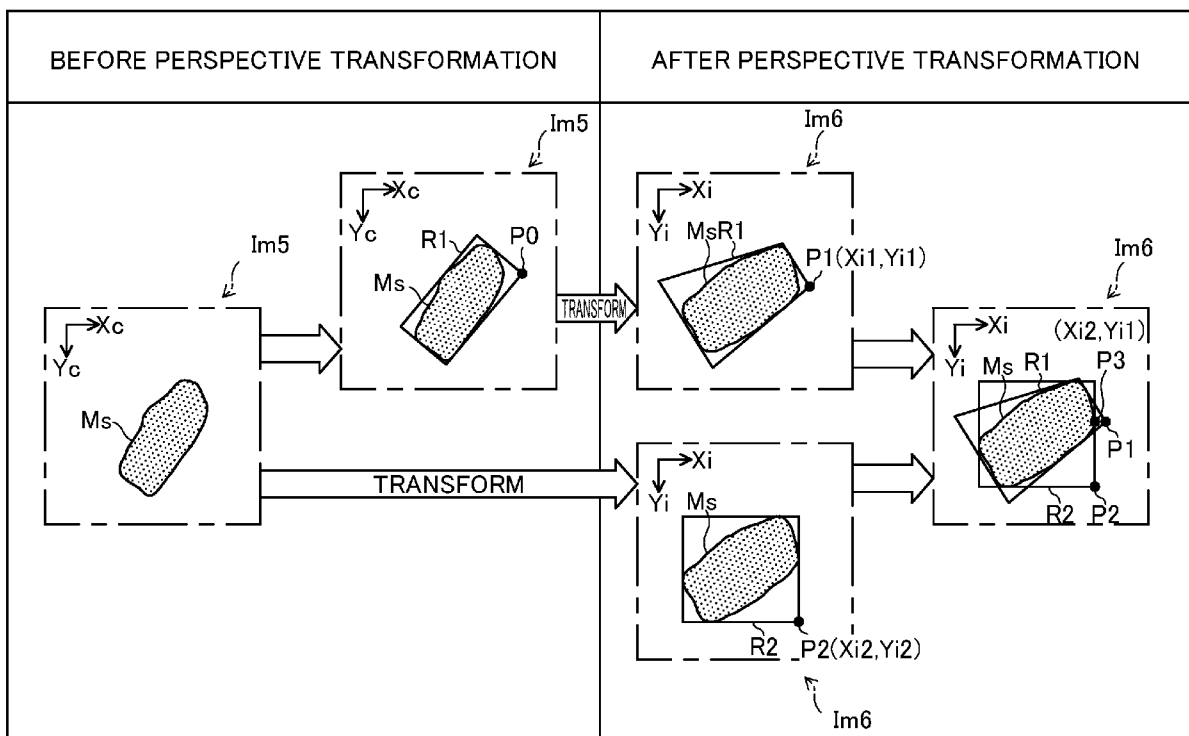 BEFORE PERSPECTIVE TRANSFORMATION
AFTER PERSPECTIVE TRANSFORMATION
Im5
Xc
Yc
Ms
Im5
Xc
Yc
R1
P0
Ms
TRANSFORM
TRANSFORM
Im6
Xi
Yi
MsR1
P1(Xi1,Yi1)
Xi
Yi
Ms
R2
P2(Xi2,Yi2)
Im6
Im6
Xi
Yi
(Xi2,Yi1)
Ms
R1
P3
P1
R2
P2